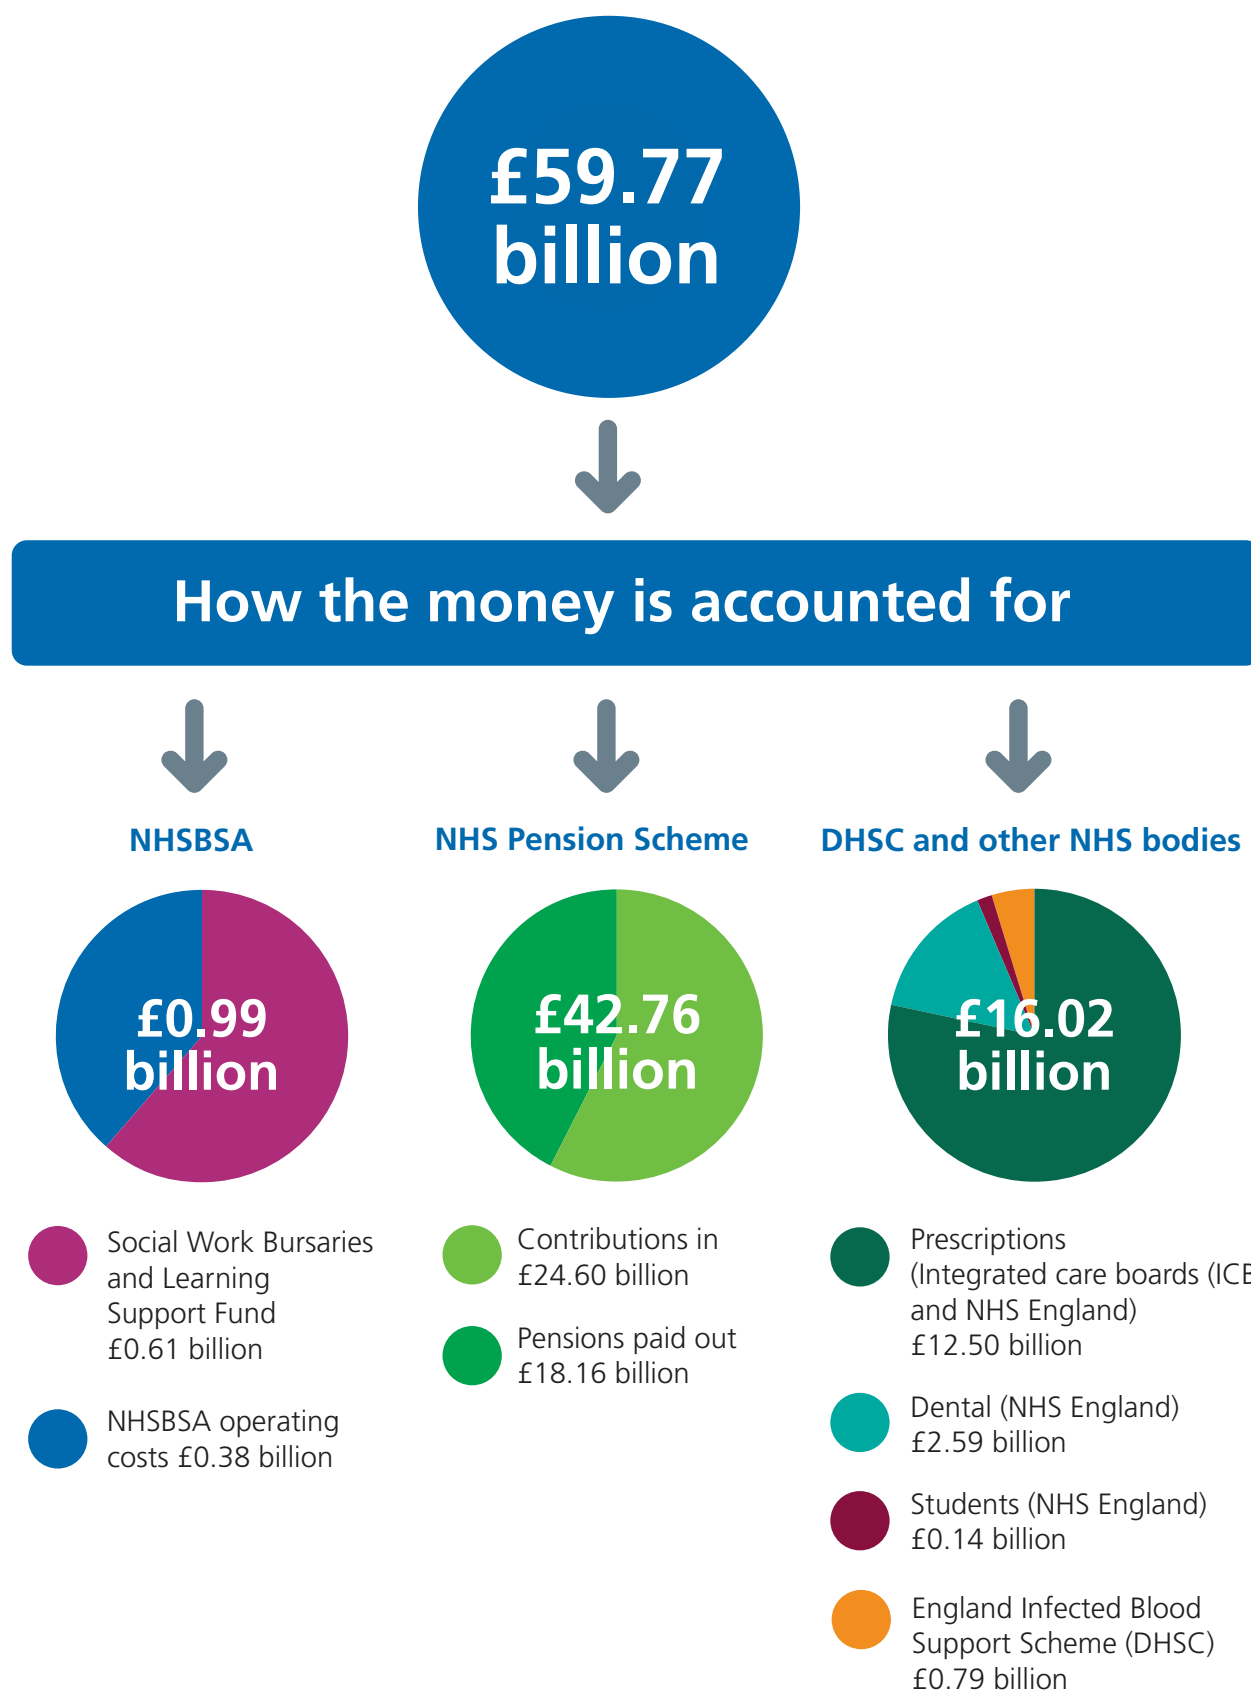 £59.77
billion
How the money is accounted for
NHSBSA
£0.99
billion
Social Work Bursaries
and Learning
Support Fund
£0.61 billion
NHSBSA operating
costs £0.38 billion
NHS Pension Scheme
£42.76
billion
Contributions in
£24.60 billion
Pensions paid out
£18.16 billion
DHSC and other NHS bodies
£16.02
billion
Prescriptions
(Integrated care boards (ICB
and NHS England)
£12.50 billion
Dental (NHS England)
£2.59 billion
Students (NHS England)
£0.14 billion
England Infected Blood
Support Scheme (DHSC)
£0.79 billion